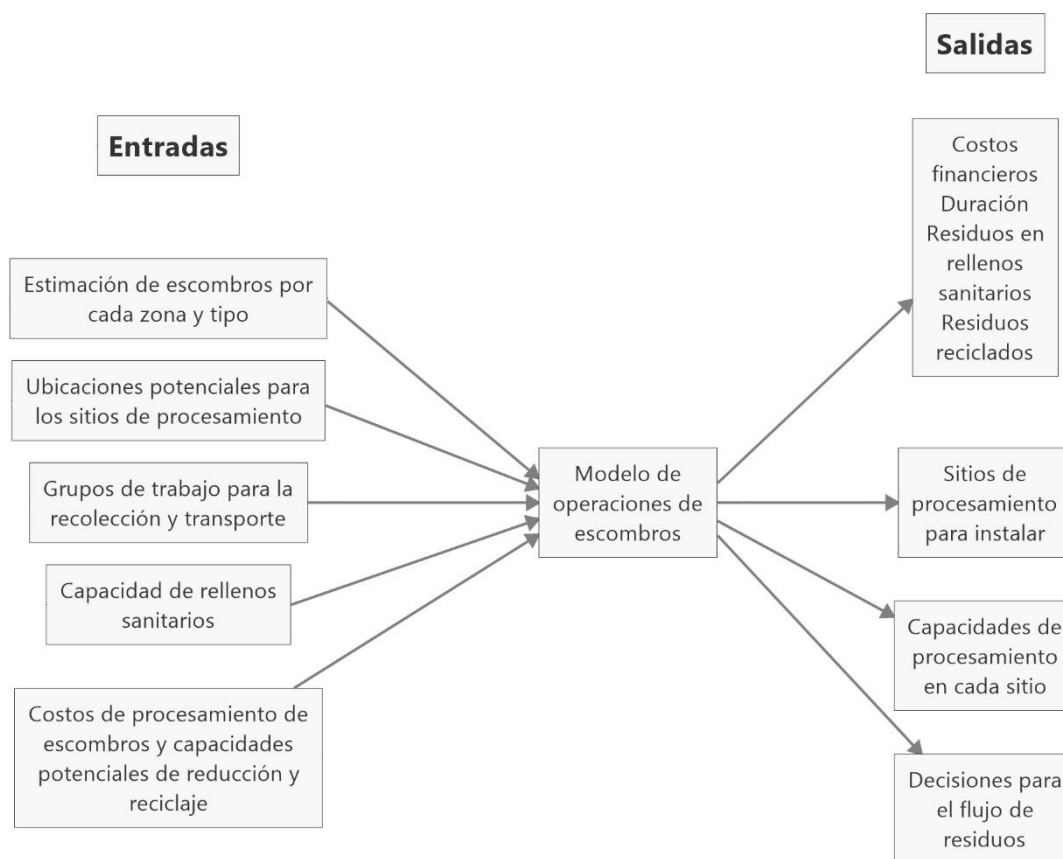 Entradas
Estimación de escombros por
cada zona y tipo
Ubicaciones potenciales para
los sitios de procesamiento
Grupos de trabajo para la
recolección y transporte
Capacidad de rellenos
sanitarios
Costos de procesamiento de
escombros y capacidades
potenciales de reducción y
reciclaje
Modelo de
operaciones de
escombros
Salidas
Costos
financieros
Duración
Residuos en
rellenos
sanitarios
Residuos
reciclados
Sitios de
procesamiento
para instalar
Capacidades de
procesamiento
en cada sitio
Decisiones para
el flujo de
residuos